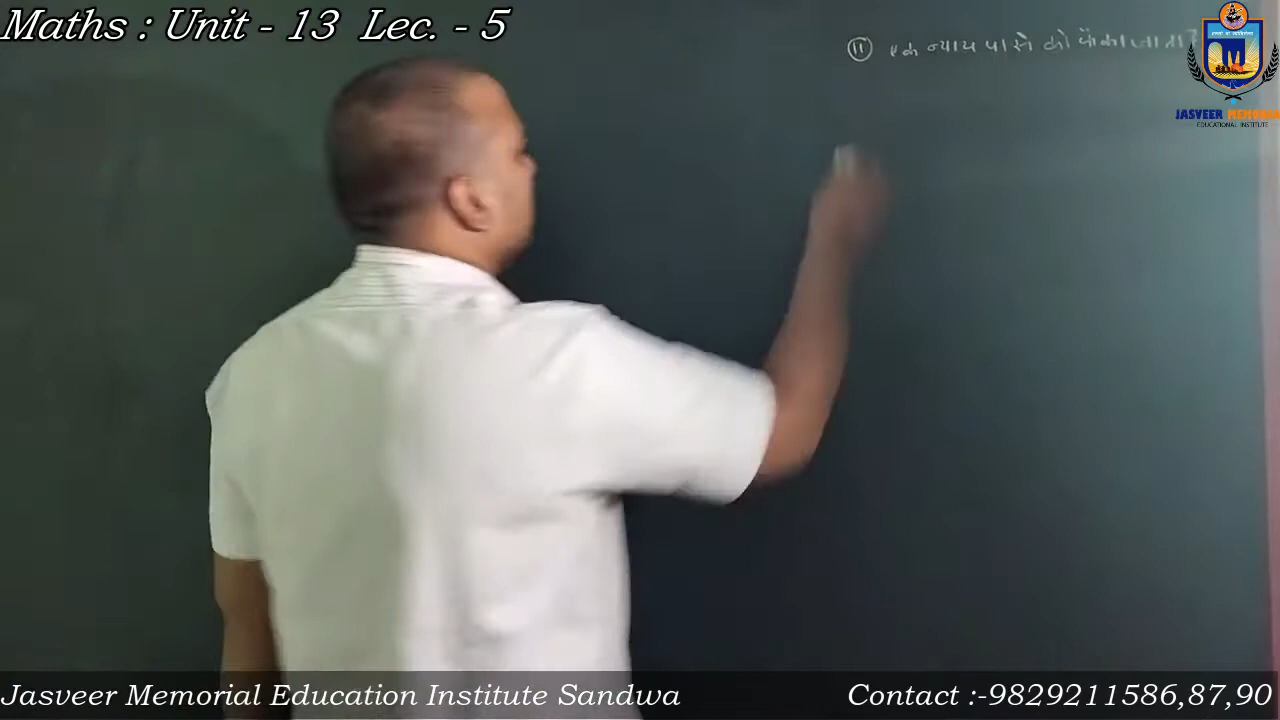 Maths : Unit - 13 Lec. - 5
(11) एक न्याय पासे को फेंका जाता
JASVEER MEMORIAL
EDUCATIONAL INSTITUTE
Jasveer Memorial Education Institute Sandwa
Contact :-9829211586,87,90